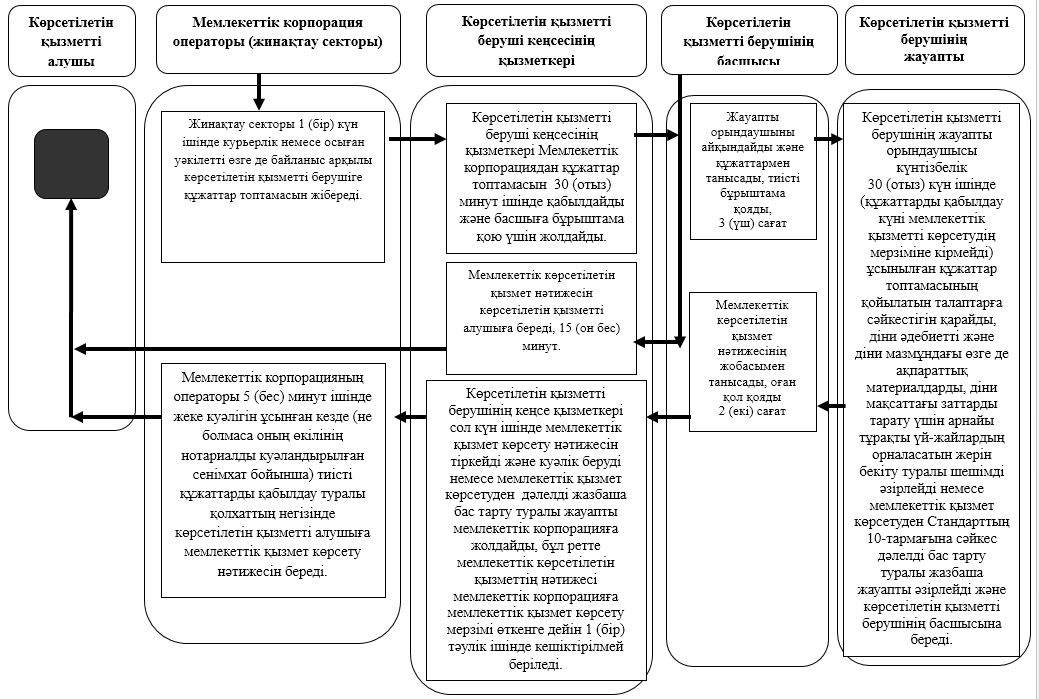 Көрсетілетін
қызметті
алушы
Мемлекеттік корпорация
операторы (жинақтау секторы)
Көрсетілетін қызметті
беруші кеңсесінің
қызметкері
Көрсетілетін
қызметті берушінің
басшысы
Көрсетілетін қызметті
берушінің
жауапты
Жинақтау секторы 1 (бір) күн
ішінде курьерлік немесе осыған
уәкілетті өзге де байланыс арқылы
көрсетілетін қызметті берушіге
құжаттар топтамасын жібереді.
Мемлекеттік корпорацияның
операторы 5 (бес) минут ішінде
жеке куәлігін ұсынған кезде (не
болмаса оның өкілінің
нотариалды куәландырылған
сенімхат бойынша) тиісті
құжаттарды қабылдау туралы
қолхаттың негізінде
көрсетілетін қызметті алушыға
мемлекеттік қызмет көрсету
нәтижесін береді.
Көрсетілетін қызметті
беруші кеңсесінің
қызметкері Мемлекеттік
корпорациядан құжаттар
топтамасын 30 (отыз)
минут ішінде қабылдайды
және басшыға бұрыштама
қою үшін жолдайды.
Мемлекеттік көрсетілетін
қызмет нәтижесін
көрсетілетін қызметті
алушыға береді, 15 (он бес)
минут.
Көрсетілетін қызметті
берушінің кеңсе қызметкері
сол күн ішінде мемлекеттік
қызмет көрсету нәтижесін
тіркейді және куәлік беруді
немесе мемлекеттік қызмет
көрсетуден дәлелді жазбаша
бас тарту туралы жауапты
мемлекеттік корпорацияға
жолдайды, бұл ретте
мемлекеттік көрсетілетін
қызметтің нәтижесі
мемлекеттік корпорацияға
мемлекеттік қызмет көрсету
мерзімі өткенге дейін 1 (бір)
тәулік ішінде кешіктірілмей
беріледі.
Жауапты
орындаушыны
айқындайды және
құжаттармен
танысады, тиісті
бұрыштама
қояды,
3 (үш) сағат
Мемлекеттік
көрсетілетін
қызмет
нәтижесінің
жобасымен
танысады, оған
қол қояды
2 (екі) сағат
Көрсетілетін қызметті
берушінің жауапты
орындаушысы
күнтізбелік
30 (отыз) күн ішінде
(құжаттарды қабылдау
күні мемлекеттік
қызметті көрсетудің
мерзіміне кірмейді)
ұсынылған құжаттар
топтамасының
қойылатын талаптарға
сәйкестігін қарайды,
діни әдебиетті және
діни мазмұндағы өзге де
ақпараттық
материалдарды, діни
мақсаттағы заттарды
тарату үшін арнайы
тұрақты үй-жайлардың
орналасатын жерін
бекіту туралы шешімді
әзірлейді немесе
мемлекеттік қызмет
көрсетуден Стандарттың
10-тармағына сәйкес
дәлелді бас тарту
туралы жазбаша
жауапты әзірлейді және
көрсетілетін қызметті
берушінің басшысына
береді.